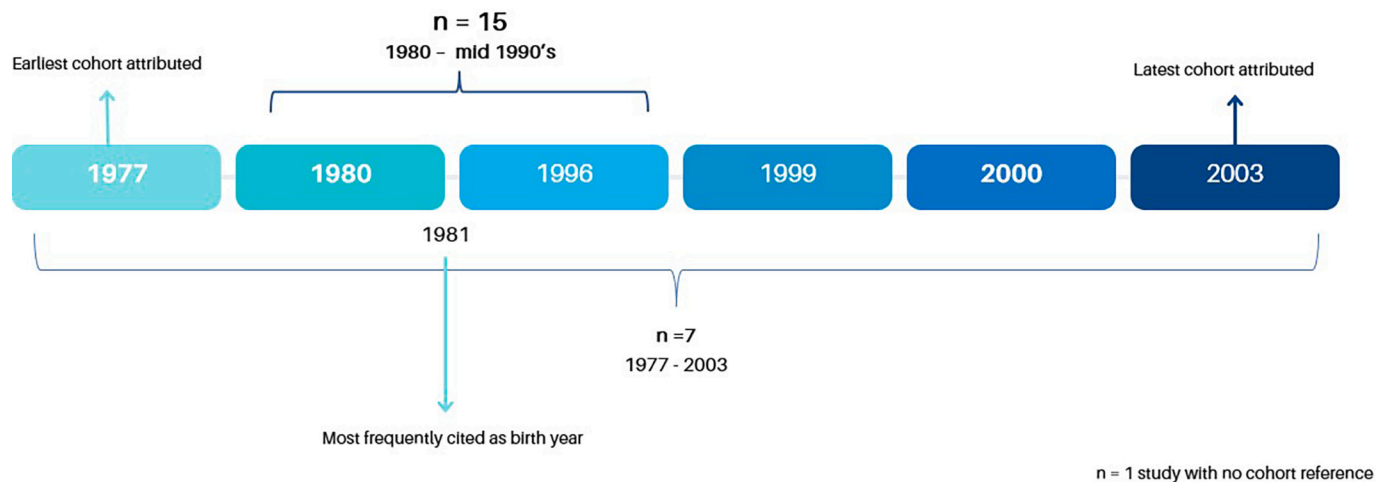 n = 15
1980 – mid 1990's
Earliest cohort attributed
Latest cohort attributed
1977
1980
1996
1999
2000
2003
1981
n =7
1977 - 2003
Most frequently cited as birth year
n = 1 study with no cohort reference